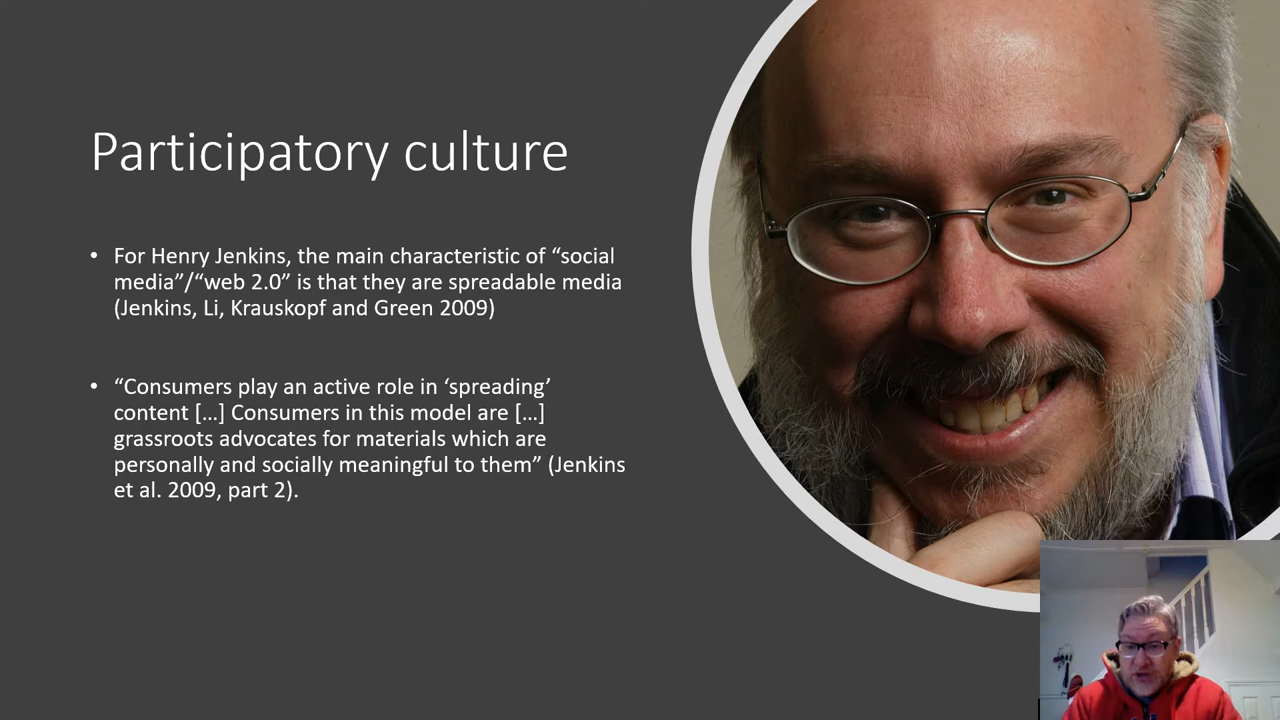 Participatory culture
• For Henry Jenkins, the main characteristic of “social
media”/“web 2.0” is that they are spreadable media
(Jenkins, Li, Krauskopf and Green 2009)
• “Consumers play an active role in ‘spreading’
content […] Consumers in this model are […]
grassroots advocates for materials which are
personally and socially meaningful to them” (Jenkins
et al. 2009, part 2).